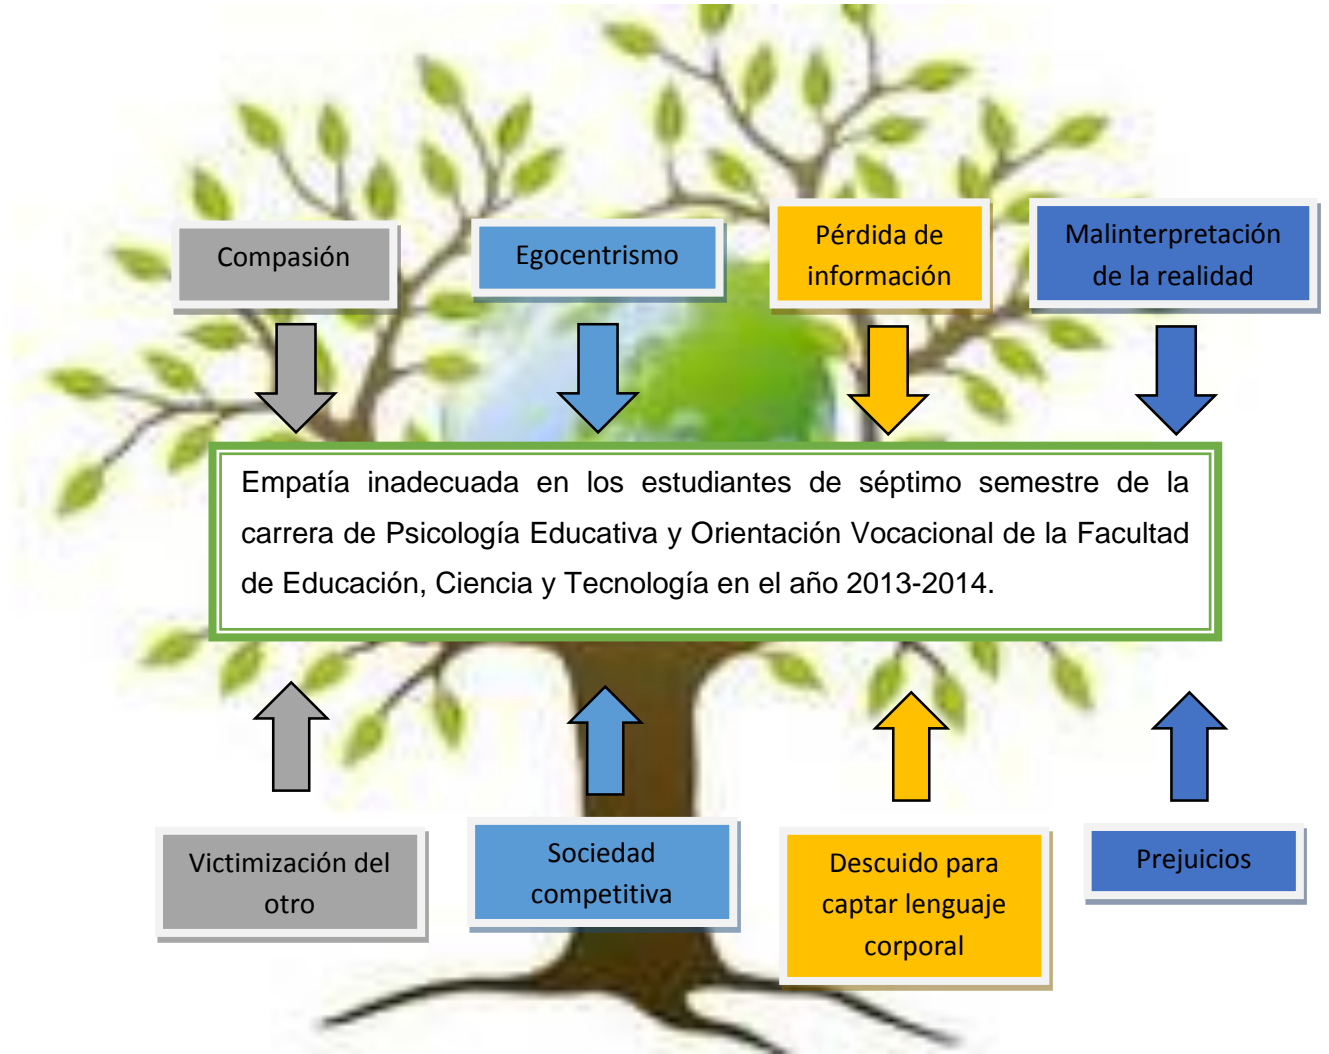 Compasión
Egocentrismo
Pérdida de
información
Malinterpretación
de la realidad
Empatía inadecuada en los estudiantes de séptimo semestre de la
carrera de Psicología Educativa y Orientación Vocacional de la Facultad
de Educación, Ciencia y Tecnología en el año 2013-2014.
Victimización del
otro
Sociedad
competitiva
Descuido para
captar lenguaje
corporal
Prejuicios